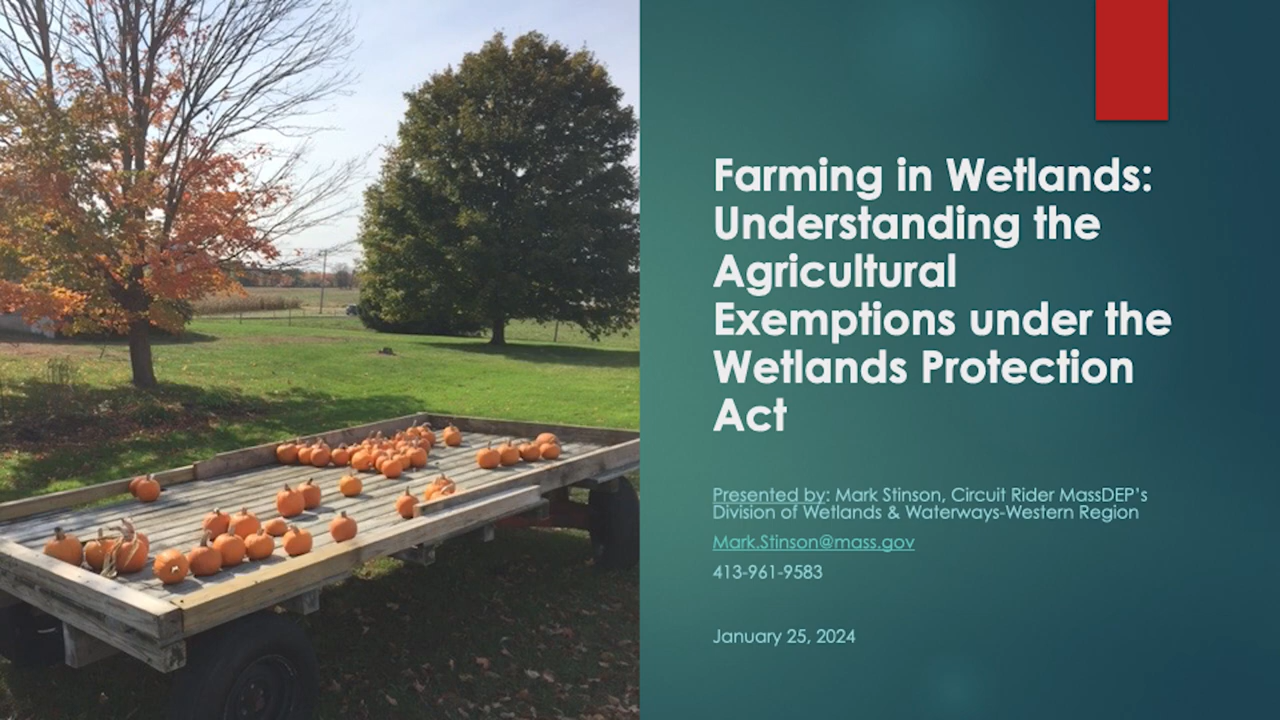 Farming in Wetlands:
Understanding the
Agricultural
Exemptions under the
Wetlands Protection
Act
Presented by: Mark Stinson, Circuit Rider MassDEP's
Division of Wetlands & Waterways-Western Region
Mark.Stinson@mass.gov
413-961-9583
January 25, 2024